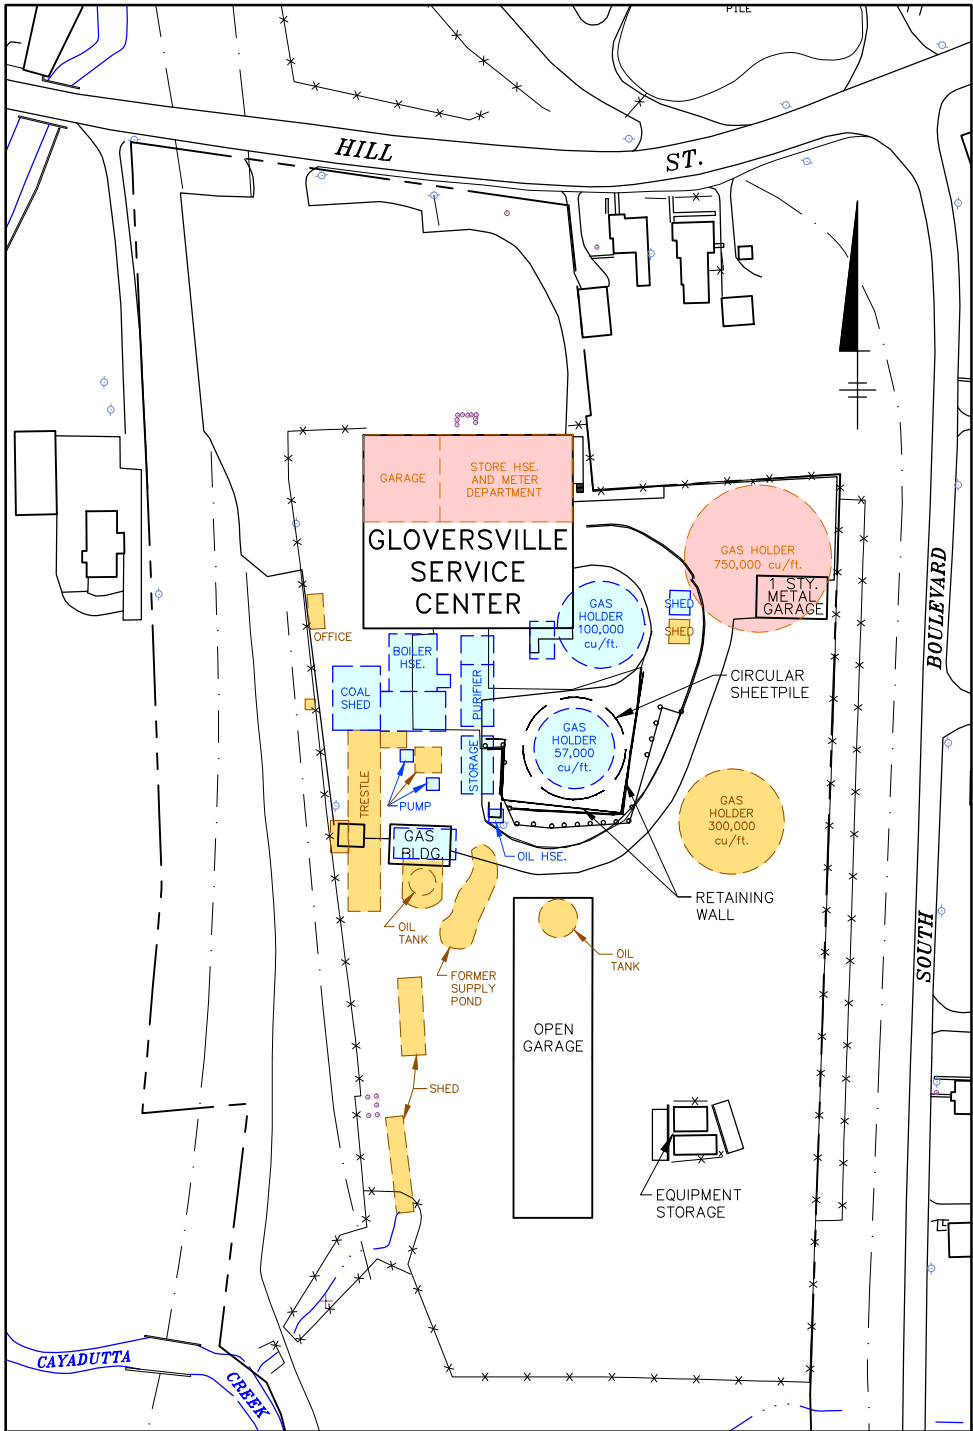 PILE
HILL
ST.
GARAGE
STORE HSE.
AND METER
DEPARTMENT
GLOVERSVILLE
SERVICE
CENTER
GAS HOLDER
750,000 cu/ft.
1 STY.
METAL
GARAGE
GAS
HOLDER
100,000
cu/ft.
SHED
SHED
OFFICE
BOILER
HSE.
COAL
SHED
PURIFIER
CIRCULAR
SHEETPILE
BOULEVARD
GAS
HOLDER
57,000
cu/ft.
STORAGE
TRESTLE
PUMP
GAS
HOLDER
300,000
cu/ft.
GAS
BLDG.
OIL HSE.
RETAINING
WALL
OIL
TANK
OIL
TANK
SOUTH
FORMER
SUPPLY
POND
OPEN
GARAGE
SHED
EQUIPMENT
STORAGE
CAYADUTTA
CREEK